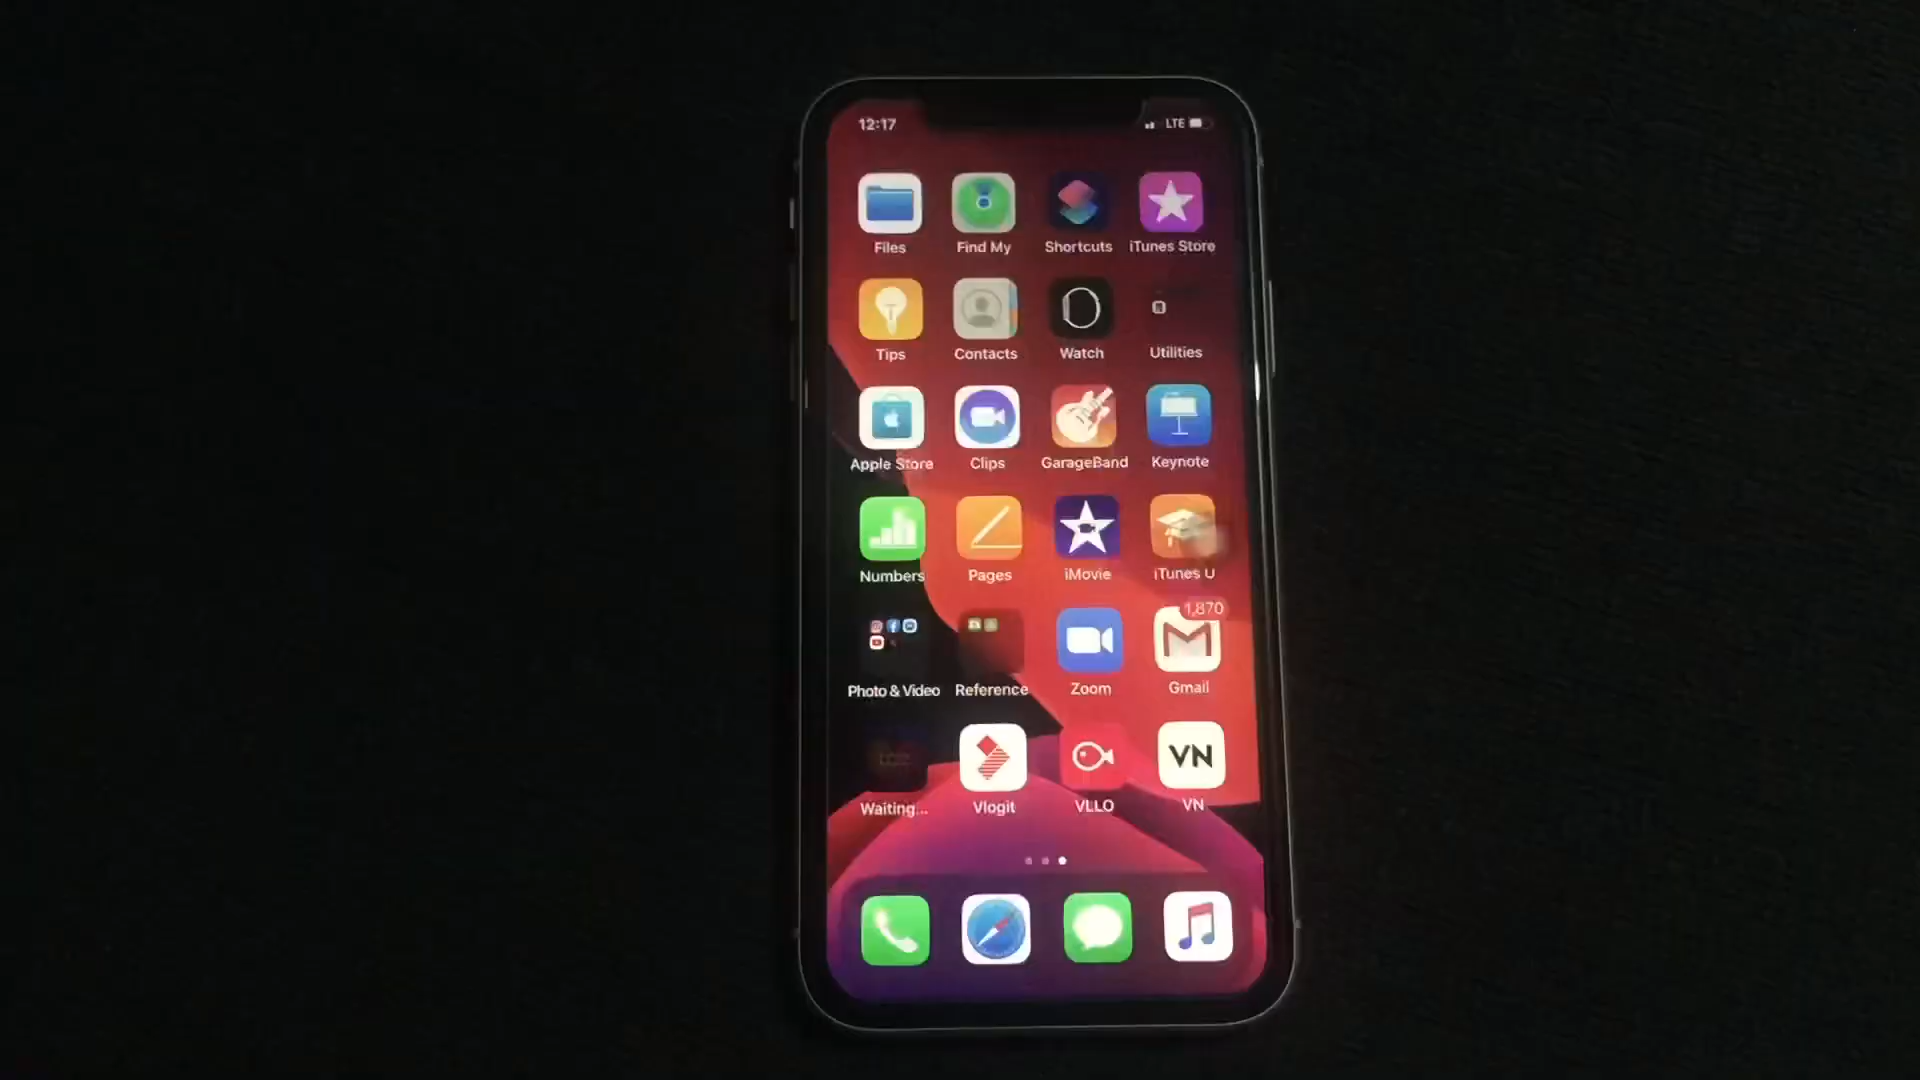 12:17 LTE
Files Find My Shortcuts iTunes Store
Tips Contacts Watch Utilities
Apple Store Clips GarageBand Keynote
Numbers Pages iMovie iTunes U
1,870
Photo & Video Reference Zoom Gmail
VN
Waiting... Vlogit VLLO VN